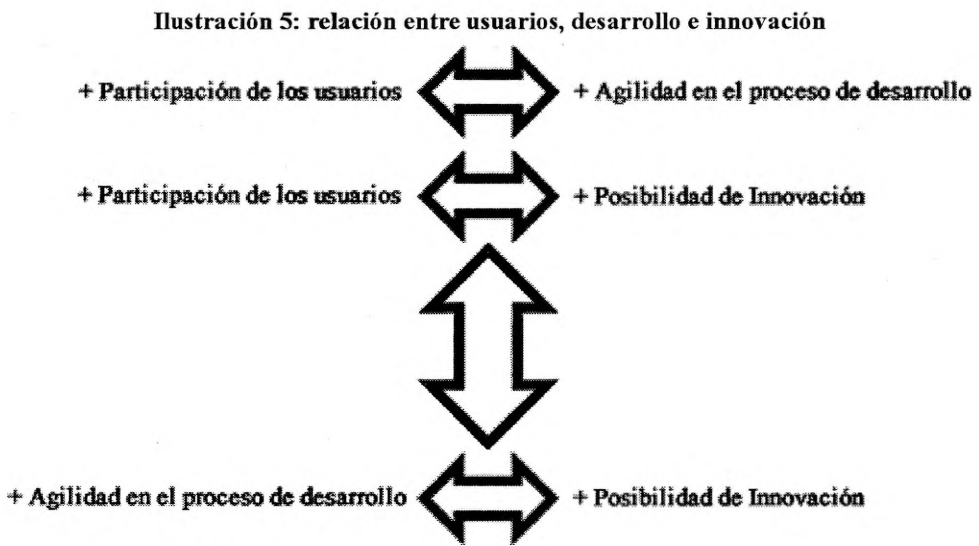 Ilustración 5: relación entre usuarios, desarrollo e innovación
+ Participación de los usuarios + Agilidad en el proceso de desarrollo
+ Participación de los usuarios + Posibilidad de Innovación
+ Agilidad en el proceso de desarrollo + Posibilidad de Innovación